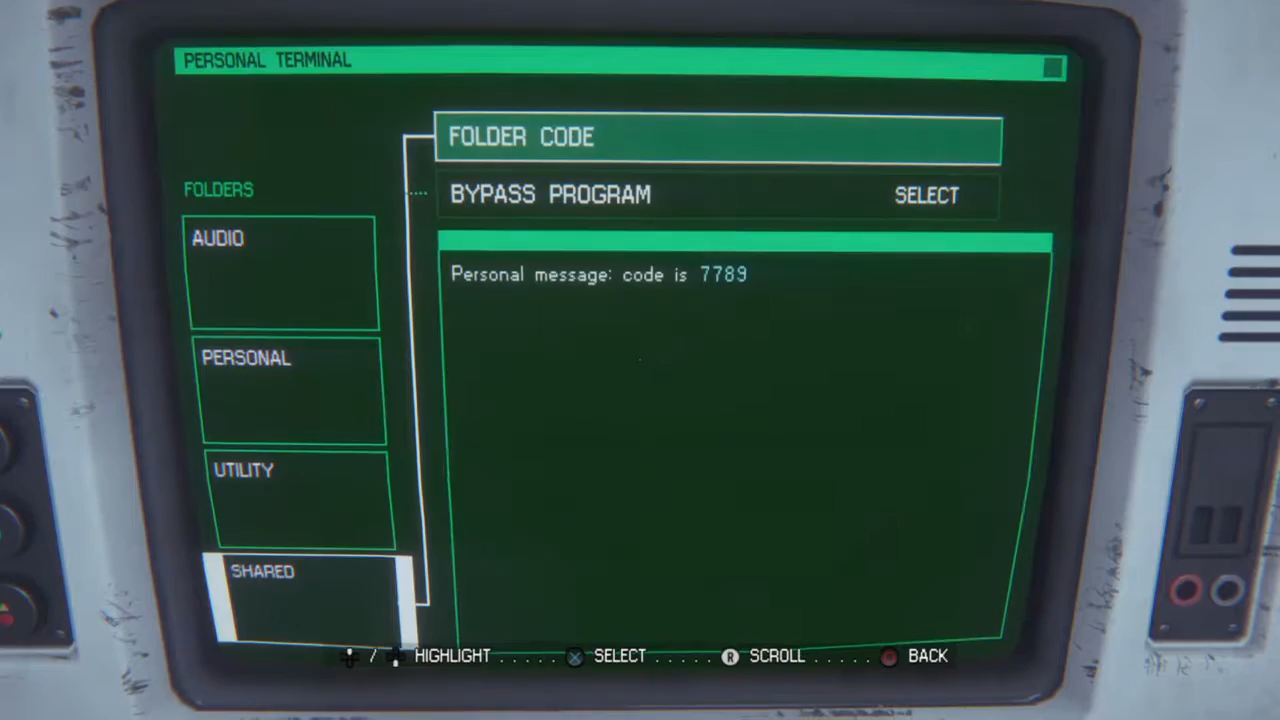 PERSONAL TERMINAL
FOLDERS
AUDIO
PERSONAL
UTILITY
SHARED
FOLDER CODE
BYPASS PROGRAM SELECT
Personal message: code is 7789
/ HIGHLIGHT ..... SELECT ..... R SCROLL ...... BACK